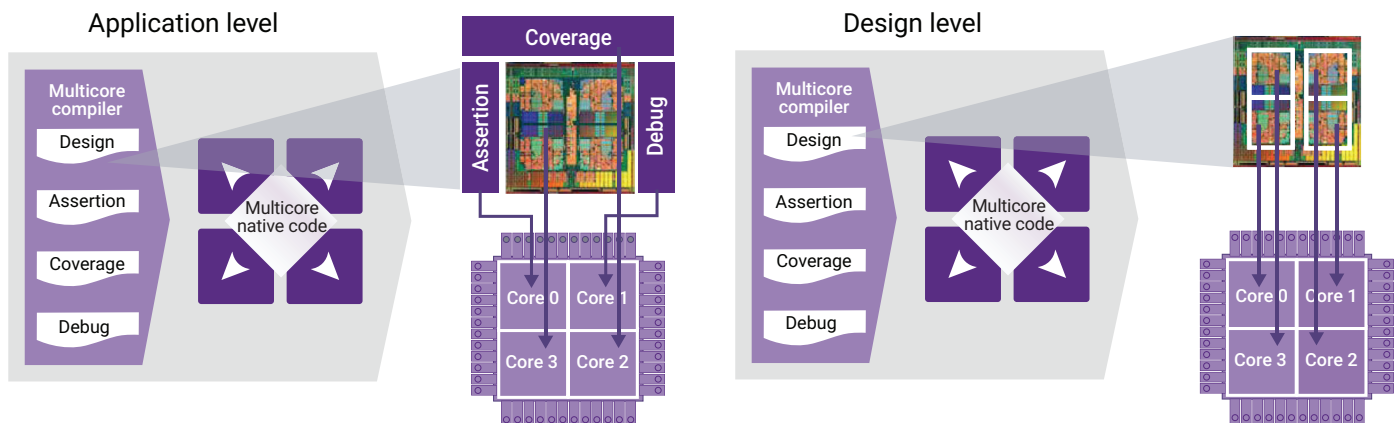 Application level
Multicore
compiler
Design
Assertion
Coverage
Debug
Multicore
native code
Coverage
Assertion
Debug
Core 0
Core 1
Core 3
Core 2
Design level
Multicore
compiler
Design
Assertion
Coverage
Debug
Multicore
native code
Core 0
Core 1
Core 3
Core 2